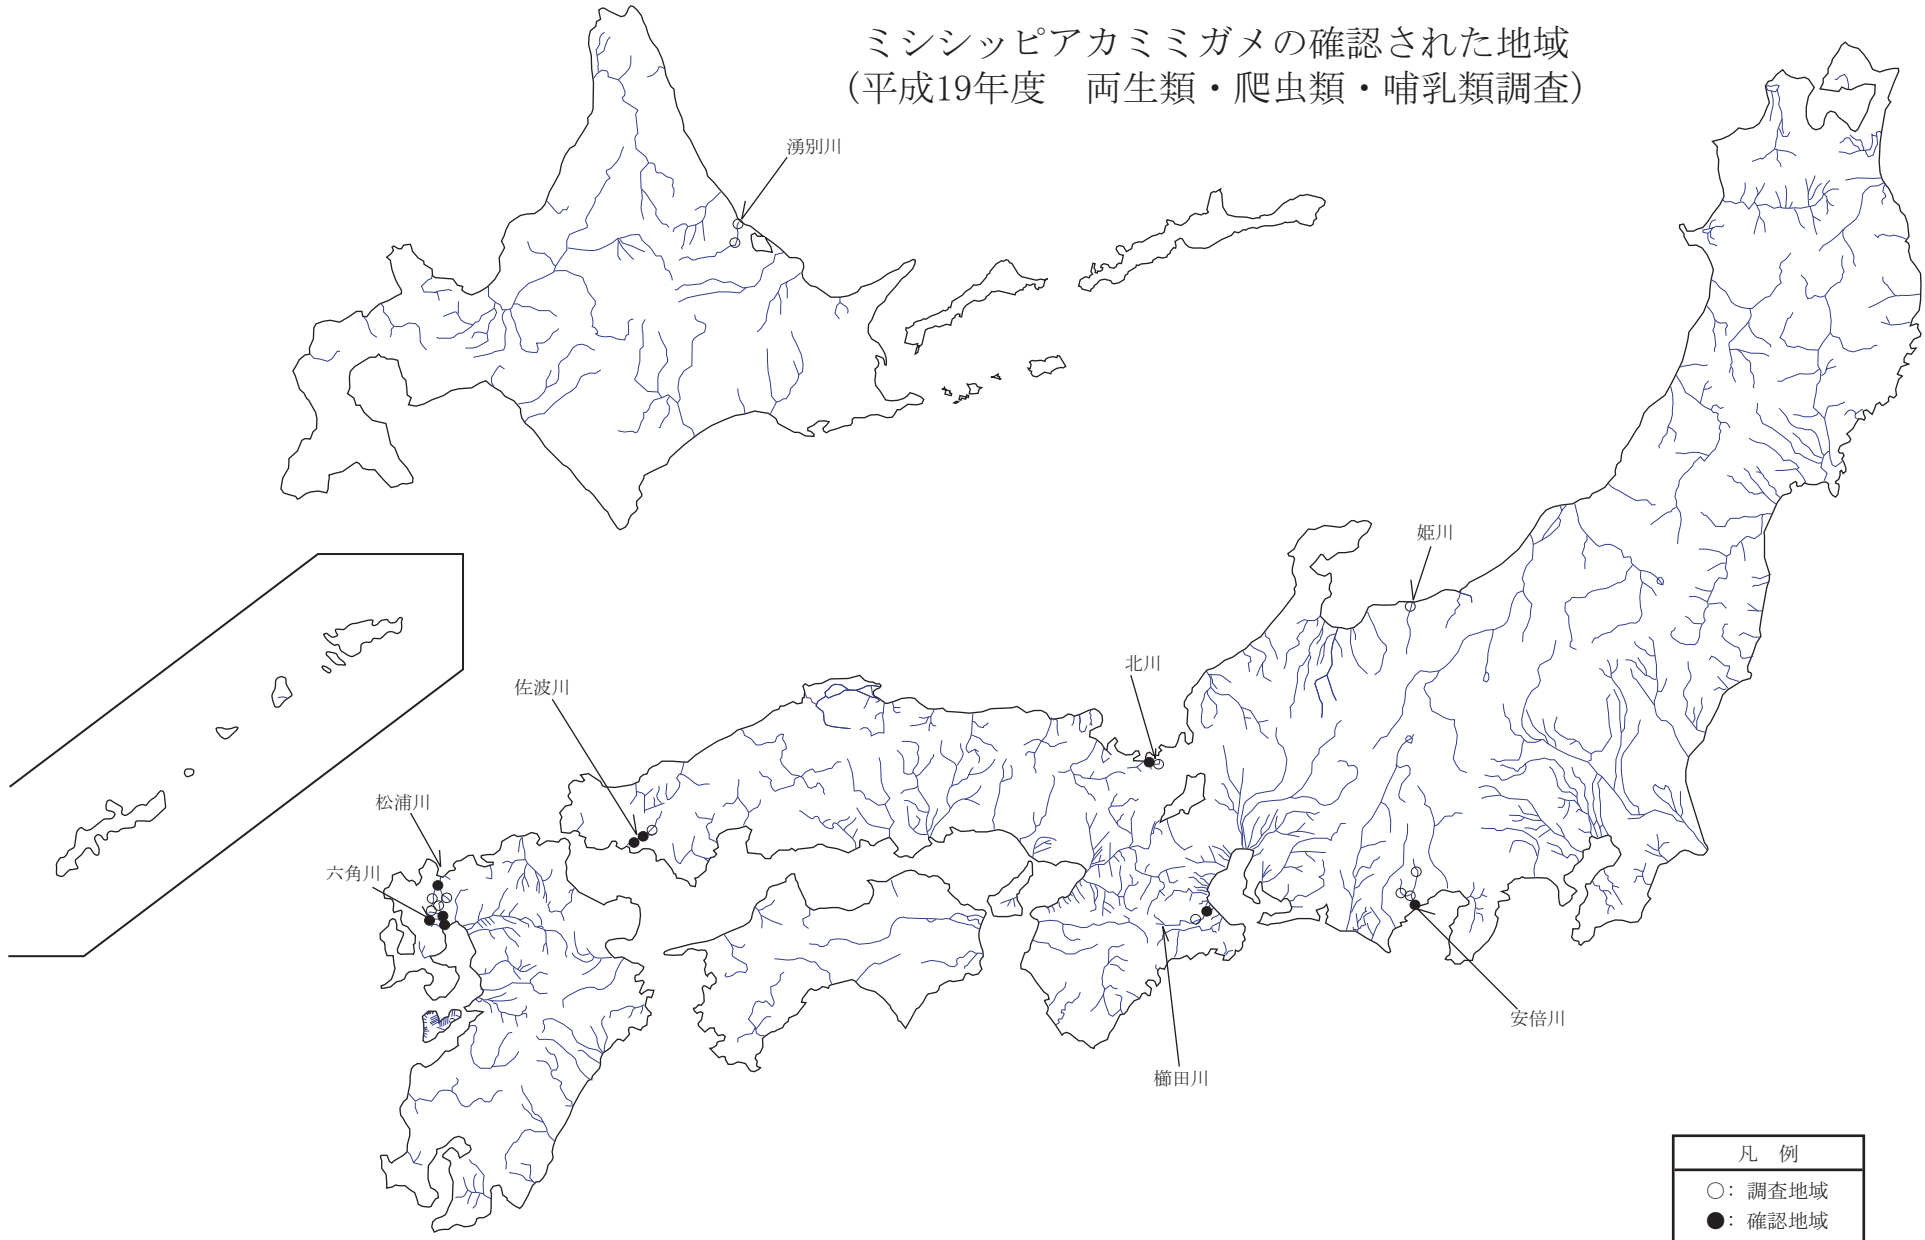 ミシシッピアカミミガメの確認された地域
(平成19年度　両生類・爬虫類・哺乳類調査)
湧別川
姫川
北川
佐波川
松浦川
六角川
安倍川
櫛田川
凡　例
○: 調査地域
●: 確認地域